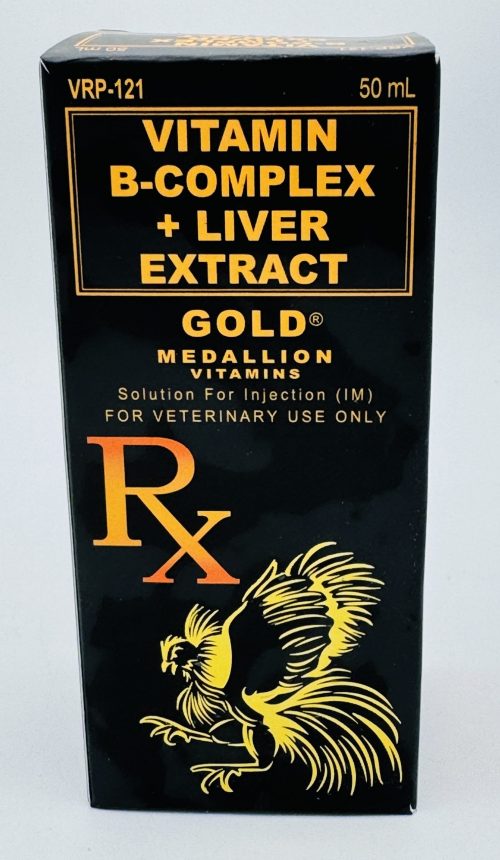 VRP-121 50 mL
VITAMIN
B-COMPLEX
+ LIVER
EXTRACT
GOLD®
MEDALLION
VITAMINS
Solution For Injection (IM)
FOR VETERINARY USE ONLY
Rx